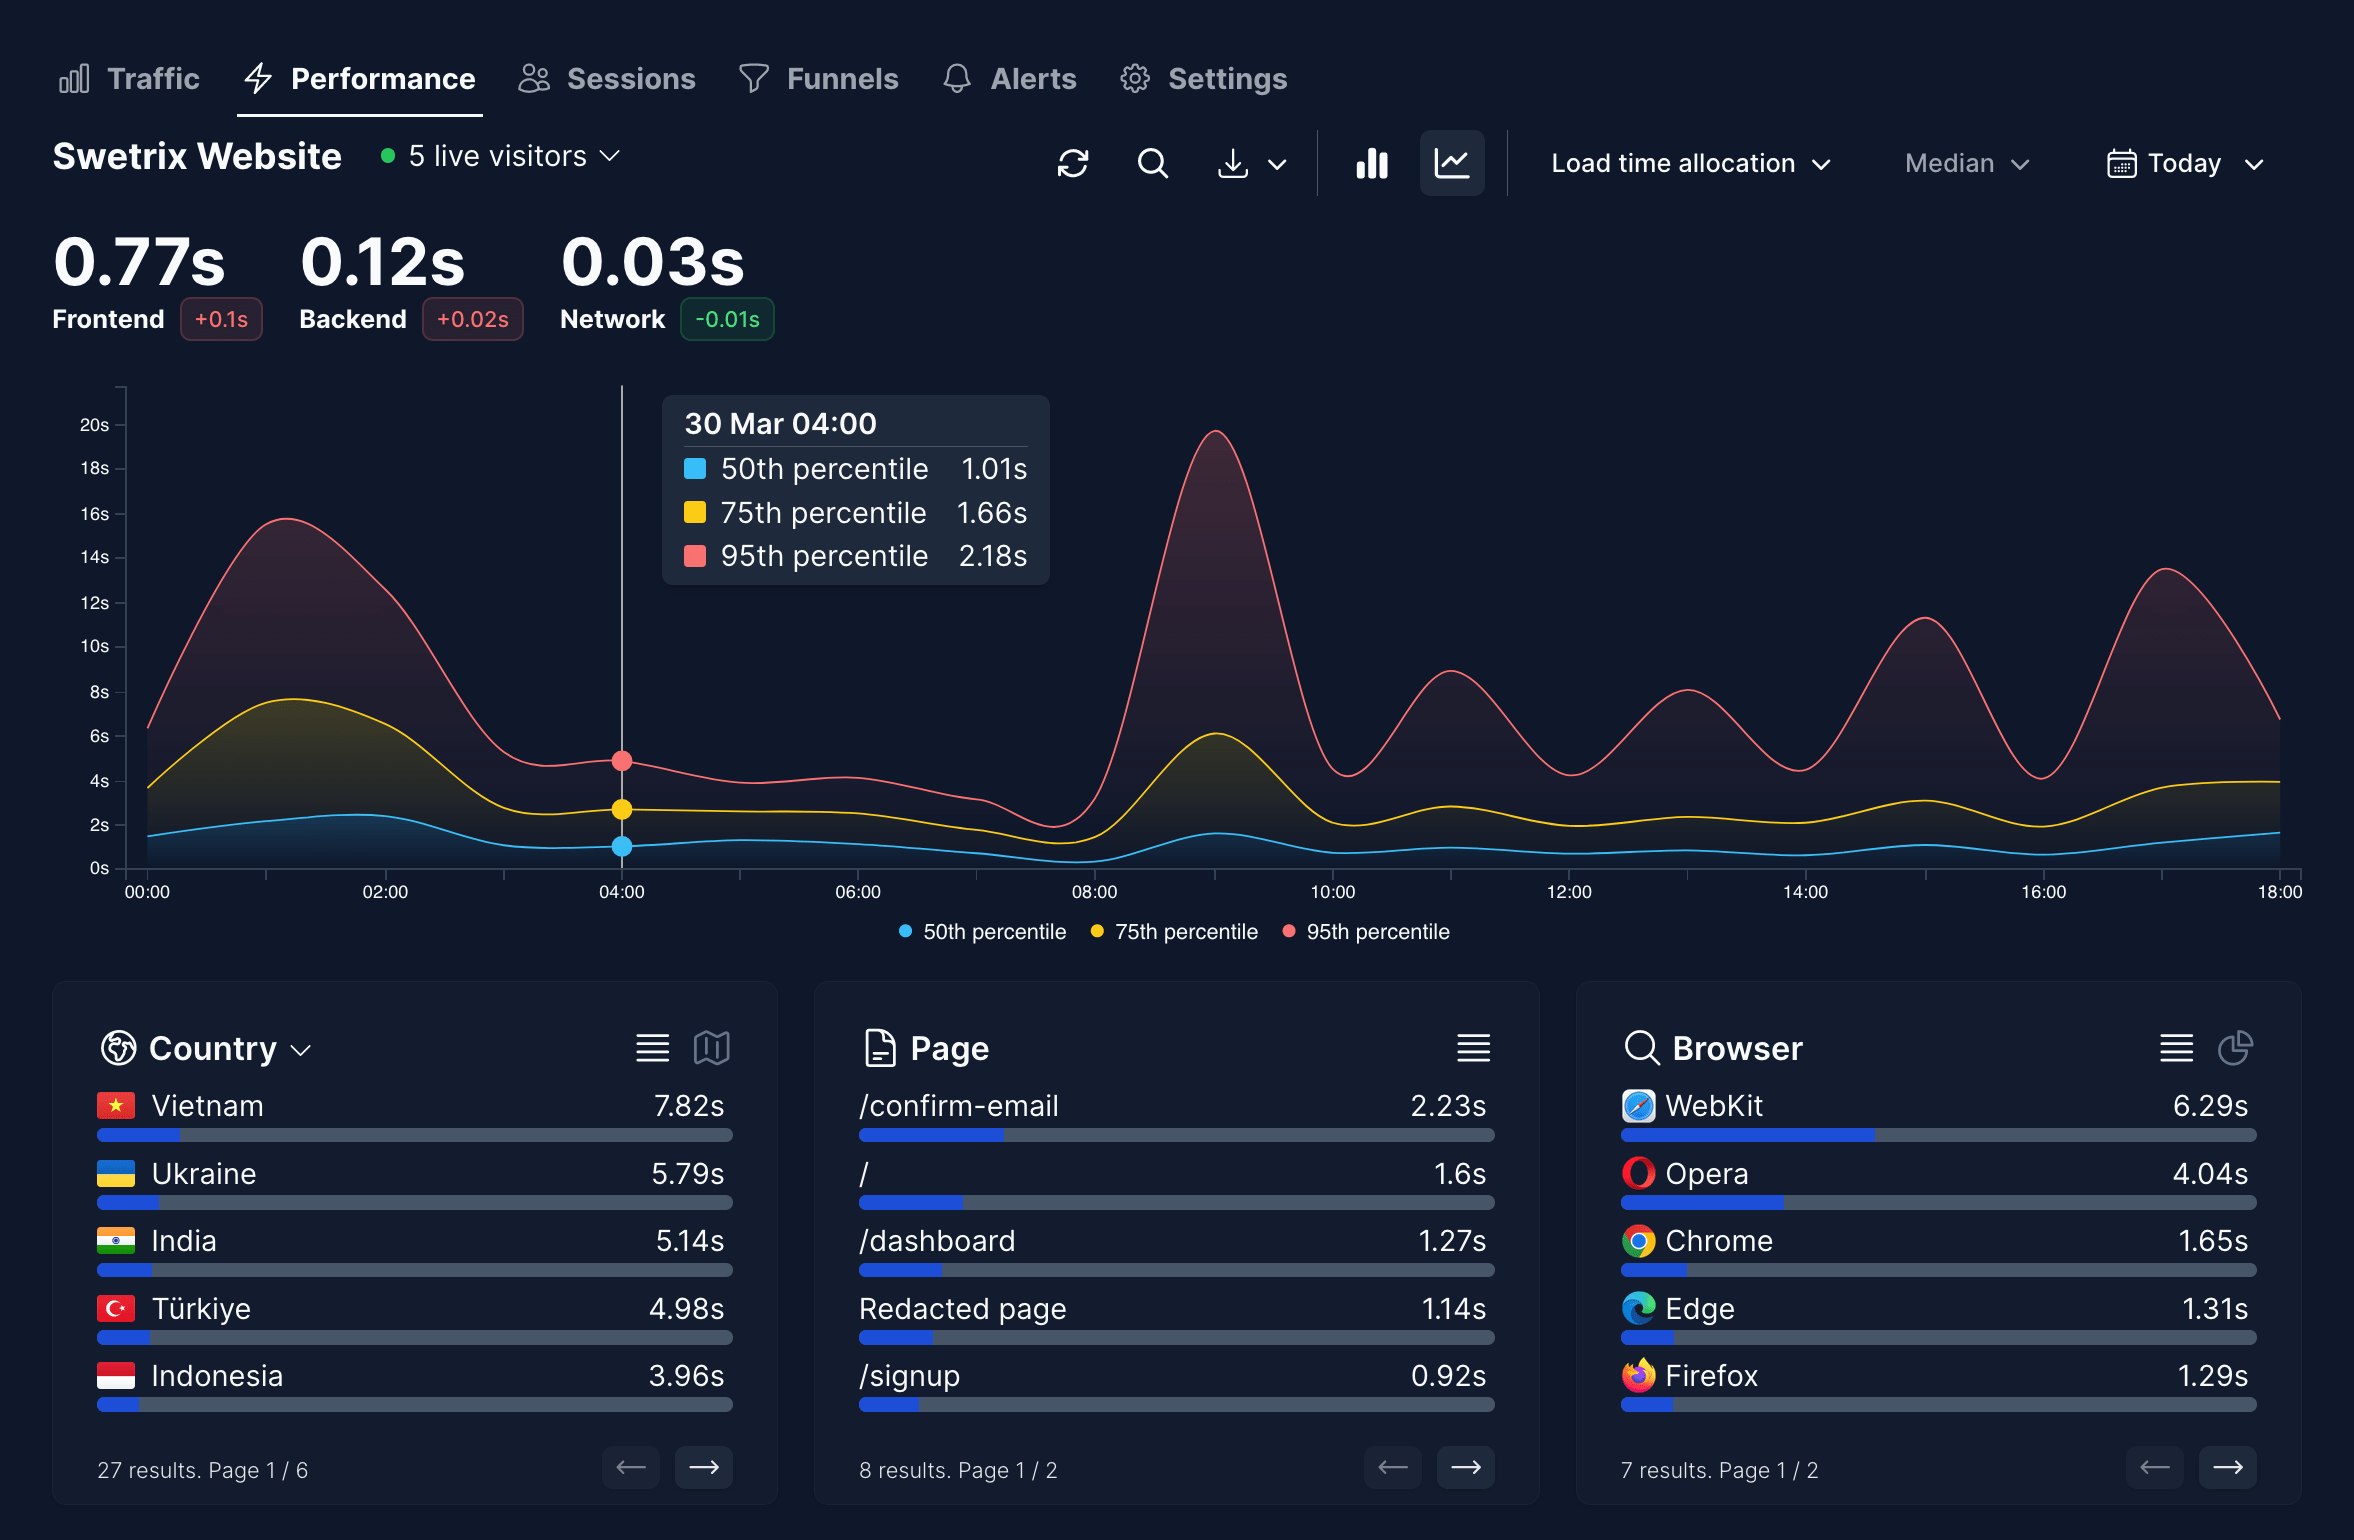 Traffic Performance Sessions Funnels Alerts Settings
Swetrix Website 5 live visitors Load time allocation Median Today
0.77s 0.12s 0.03s
Frontend +0.1s Backend +0.02s Network -0.01s
20s
18s
16s
14s
12s
10s
8s
6s
4s
2s
0s
30 Mar 04:00
50th percentile 1.01s
75th percentile 1.66s
95th percentile 2.18s
00:00 02:00 04:00 06:00 08:00 10:00 12:00 14:00 16:00 18:00
50th percentile 75th percentile 95th percentile
Country
Vietnam 7.82s
Ukraine 5.79s
India 5.14s
Türkiye 4.98s
Indonesia 3.96s
27 results. Page 1 / 6
Page
/confirm-email 2.23s
/ 1.6s
/dashboard 1.27s
Redacted page 1.14s
/signup 0.92s
8 results. Page 1 / 2
Browser
WebKit 6.29s
Opera 4.04s
Chrome 1.65s
Edge 1.31s
Firefox 1.29s
7 results. Page 1 / 2